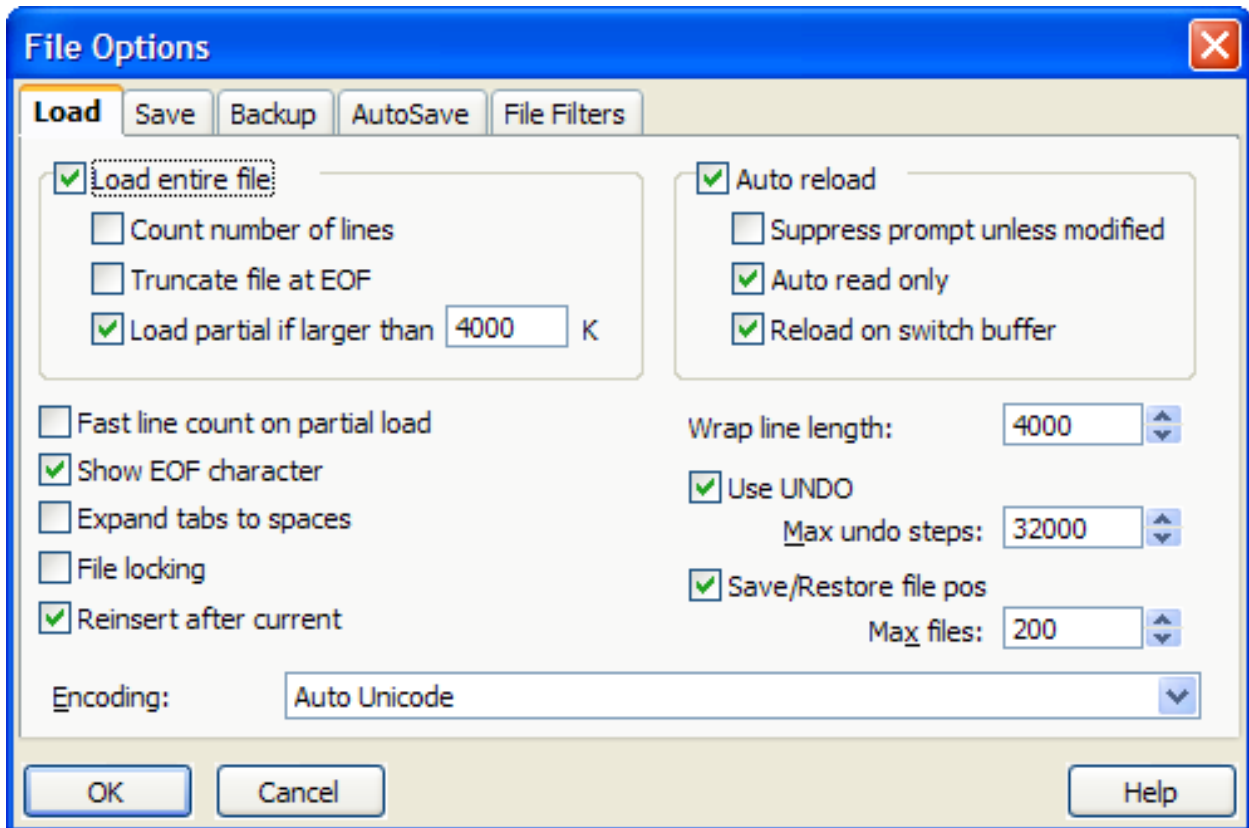 File Options
Load Save Backup AutoSave File Filters
Load entire file
Count number of lines
Truncate file at EOF
Load partial if larger than 4000 K
Auto reload
Suppress prompt unless modified
Auto read only
Reload on switch buffer
Fast line count on partial load
Show EOF character
Expand tabs to spaces
File locking
Reinsert after current
Wrap line length: 4000
Use UNDO
Max undo steps: 32000
Save/Restore file pos
Max files: 200
Encoding: Auto Unicode
OK Cancel Help